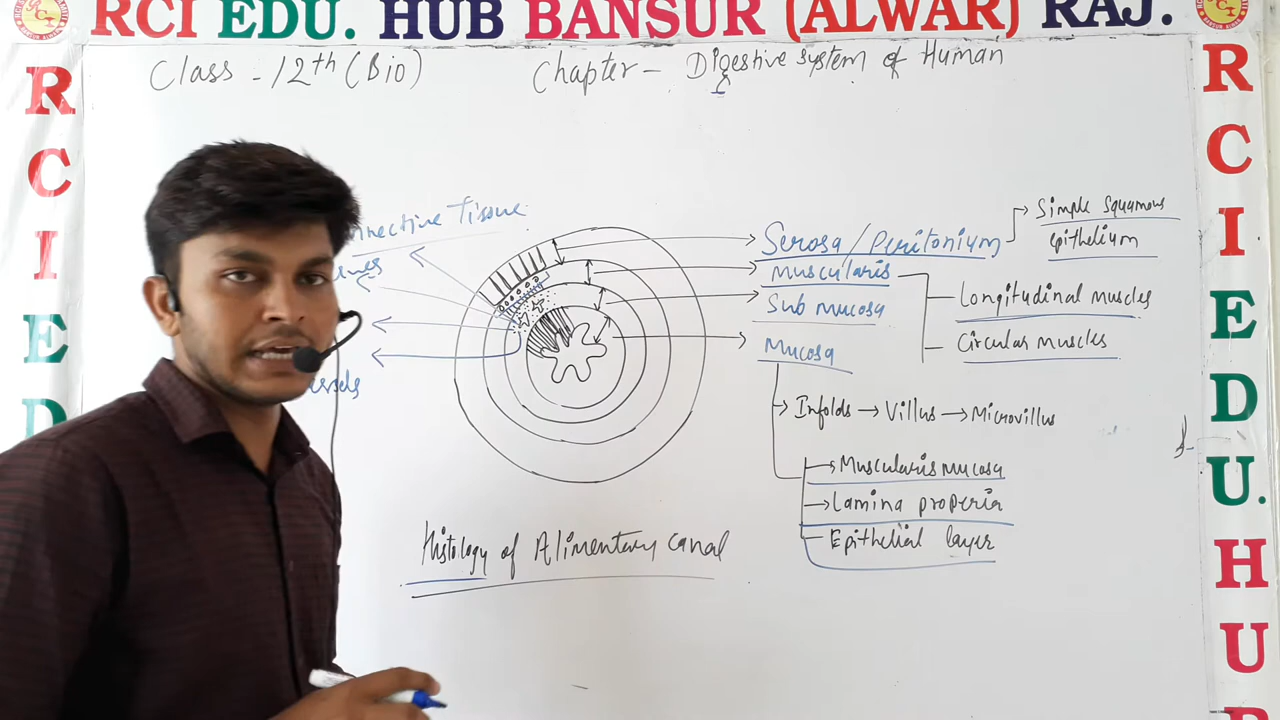 RCI EDU. HUB BANSUR (ALWAR) RAJ.
Class - 12th (Bio)
Chapter - Digestive system of Human
R
C
I
E
D
Tissue
Serosa/Peritonium
Simple Squamous
Epithelium
Muscularis
Longitudinal muscles
Sub mucosa
Circular muscles
Mucosa
Infolds → Villus → Microvillus
Muscularis mucosa
Lamina properia
Epithelial layer
Histology of Alimentary canal
R
C
I
E
D
U.
H
U